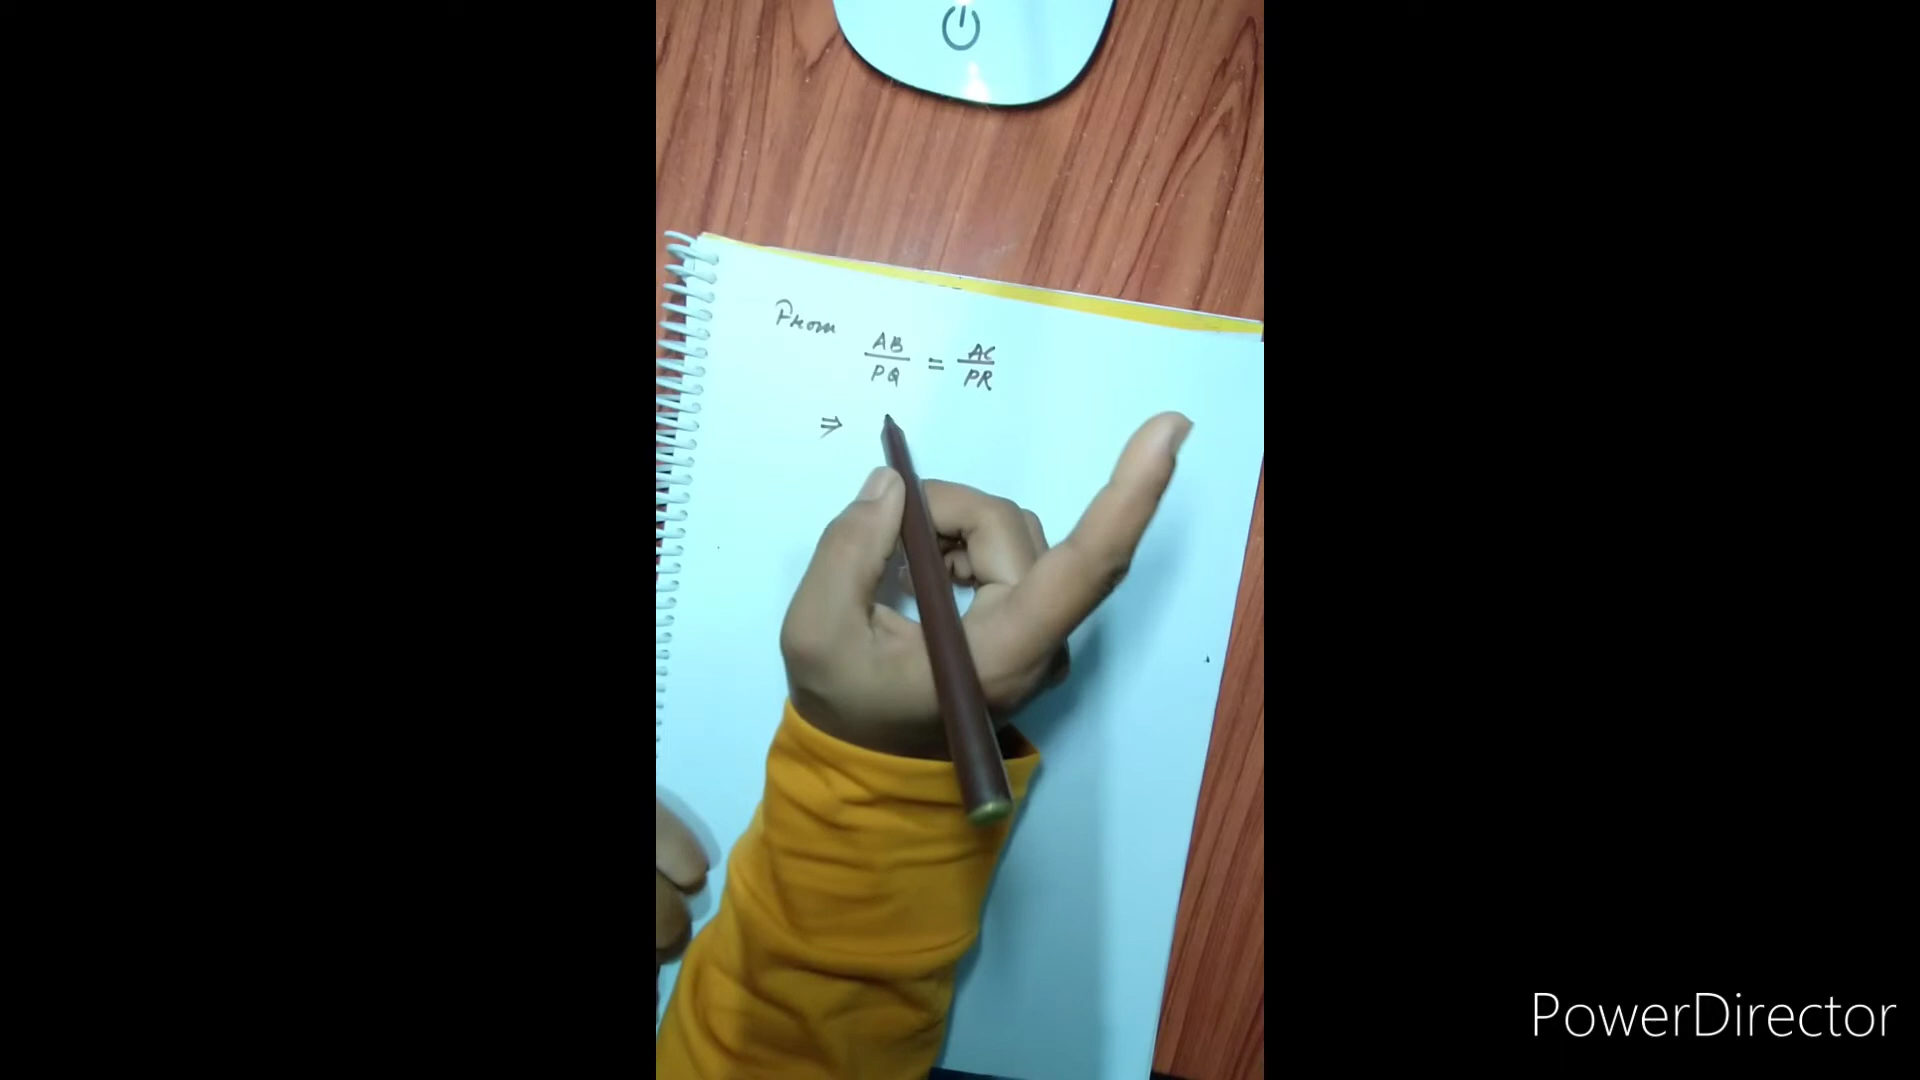 From
AB/PQ = AC/PR
⇒
PowerDirector